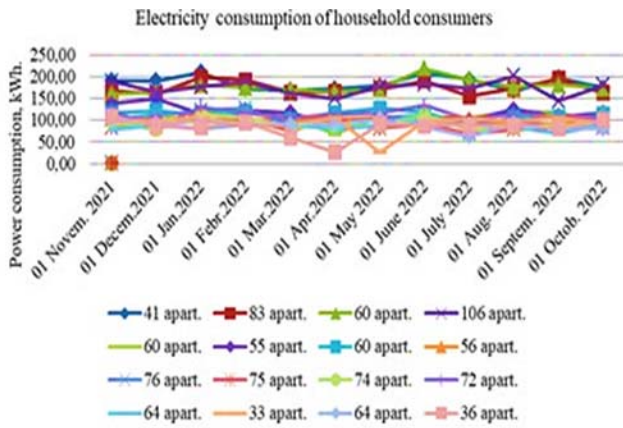 Electricity consumption of household consumers
Power consumption, kWh.
250,00
200,00
150,00
100,00
50,00
0,00
01 Novem. 2021
01 Decem.2021
01 Jan.2022
01 Febr.2022
01 Mar.2022
01 Apr.2022
01 May 2022
01 June 2022
01 July 2022
01 Aug. 2022
01 Septem. 2022
01 Octob. 2022
41 apart. 83 apart. 60 apart. 106 apart.
60 apart. 55 apart. 60 apart. 56 apart.
76 apart. 75 apart. 74 apart. 72 apart.
64 apart. 33 apart. 64 apart. 36 apart.